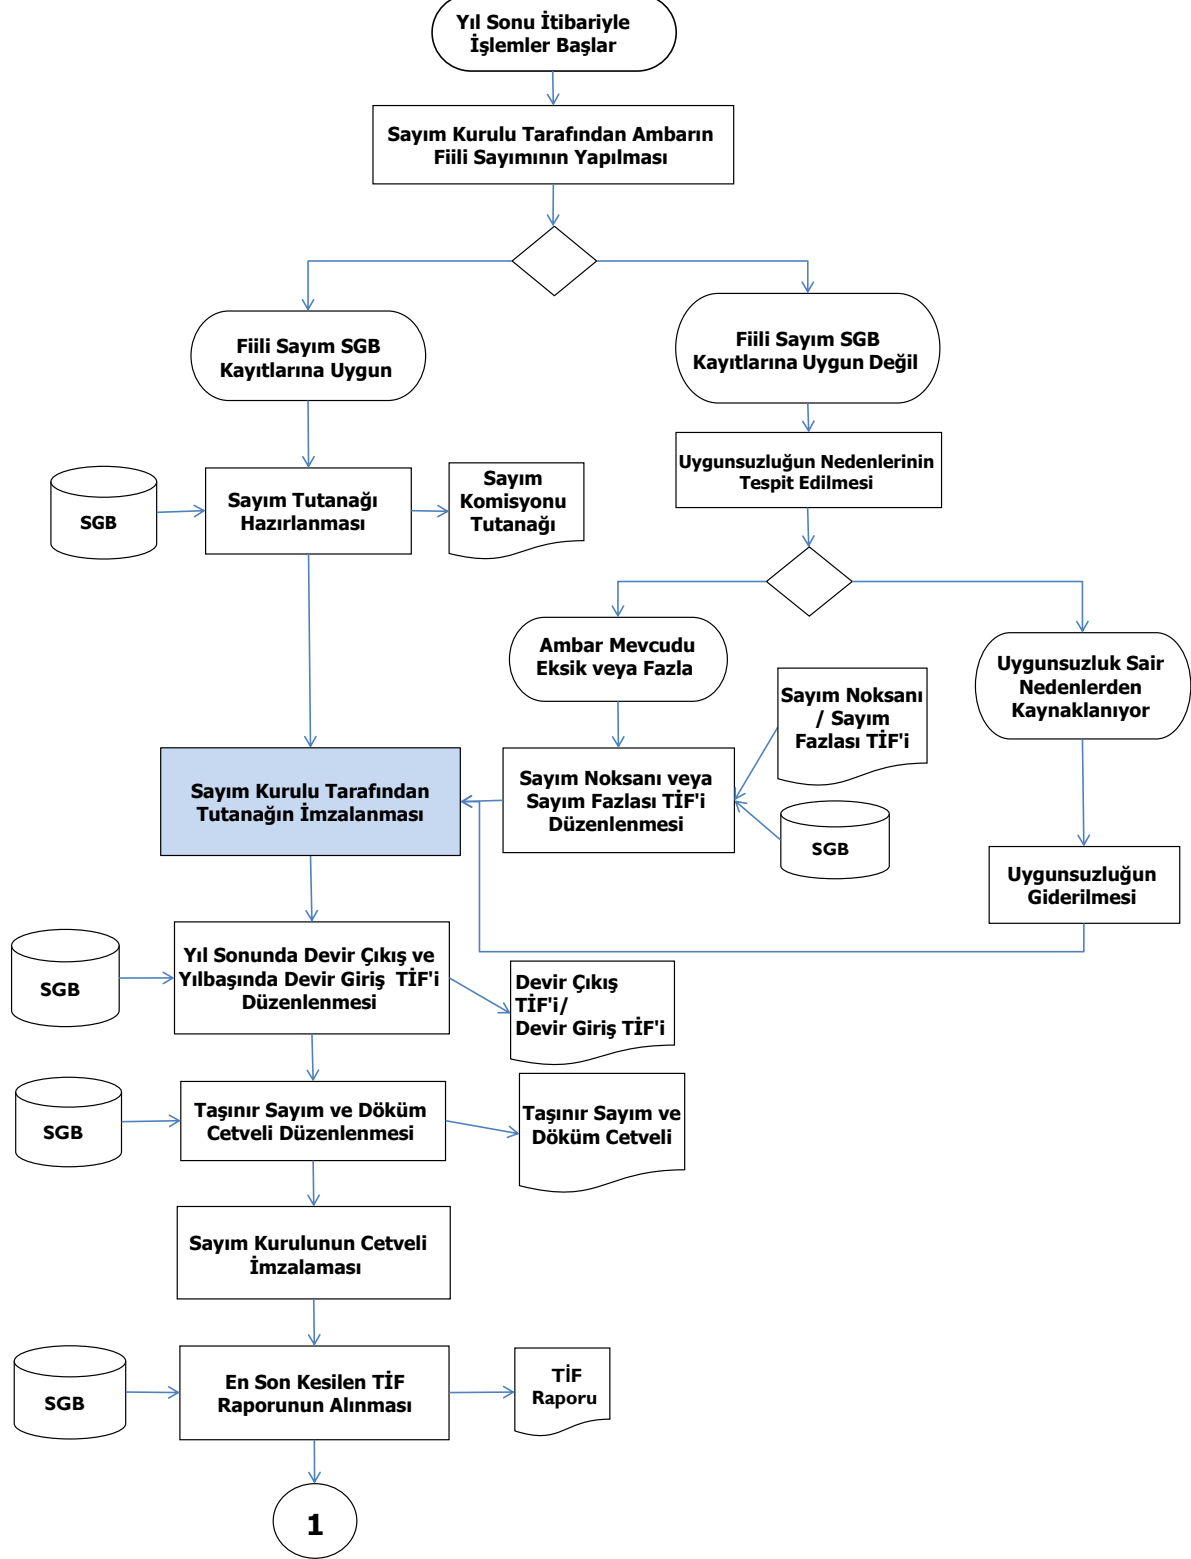 Yıl Sonu İtibariyle
İşlemler Başlar
Sayım Kurulu Tarafından Ambarın
Fiili Sayımının Yapılması
Fiili Sayım SGB
Kayıtlarına Uygun
Fiili Sayım SGB
Kayıtlarına Uygun Değil
Uygunsuzluğun Nedenlerinin
Tespit Edilmesi
SGB
Sayım Tutanağı
Hazırlanması
Sayım
Komisyonu
Tutanağı
Ambar Mevcudu
Eksik veya Fazla
Uygunsuzluk Sair
Nedenlerden
Kaynaklanıyor
Sayım Noksanı
/ Sayım
Fazlası TİF'i
Sayım Kurulu Tarafından
Tutanağın İmzalanması
Sayım Noksanı veya
Sayım Fazlası TİF'i
Düzenlenmesi
SGB
Uygunsuzluğun
Giderilmesi
SGB
Yıl Sonunda Devir Çıkış ve
Yılbaşında Devir Giriş TİF'i
Düzenlenmesi
Devir Çıkış
TİF'i/
Devir Giriş TİF'i
SGB
Taşınır Sayım ve Döküm
Cetveli Düzenlenmesi
Taşınır Sayım ve
Döküm Cetveli
Sayım Kurulunun Cetveli
İmzalaması
SGB
En Son Kesilen TİF
Raporunun Alınması
TİF
Raporu
1